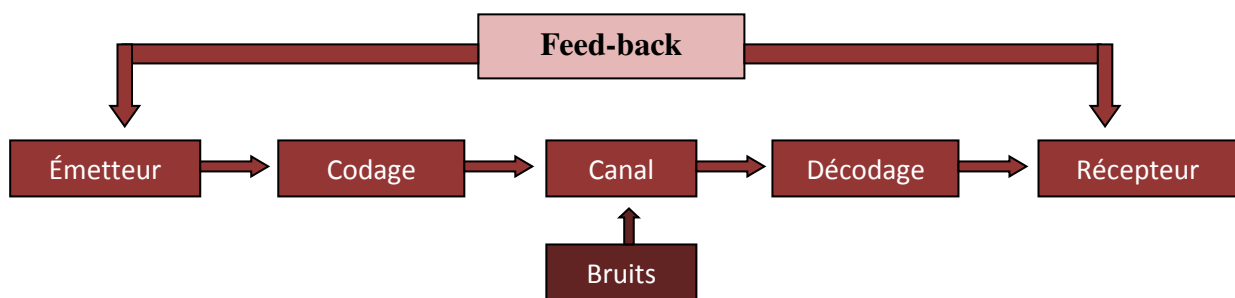 Feed-back
Émetteur
Codage
Canal
Décodage
Récepteur
Bruits